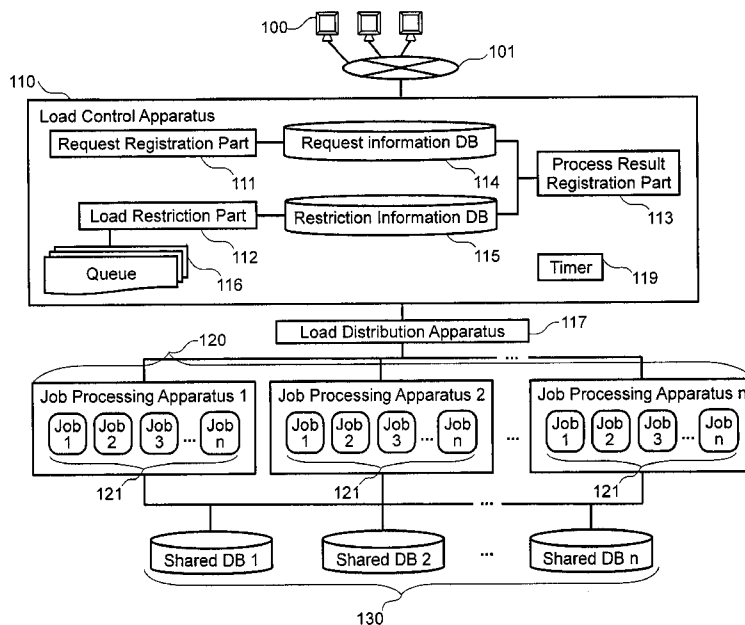 100
101
110
Load Control Apparatus
Request Registration Part
111
Request information DB
114
Process Result
Registration Part
113
Load Restriction Part
112
Restriction Information DB
115
Queue
116
Timer
119
Load Distribution Apparatus
117
120
...
Job Processing Apparatus 1
Job
1
Job
2
Job
3
...
Job
n
121
Job Processing Apparatus 2
Job
1
Job
2
Job
3
...
Job
n
121
...
Job Processing Apparatus n
Job
1
Job
2
Job
3
...
Job
n
121
...
Shared DB 1
Shared DB 2
...
Shared DB n
130